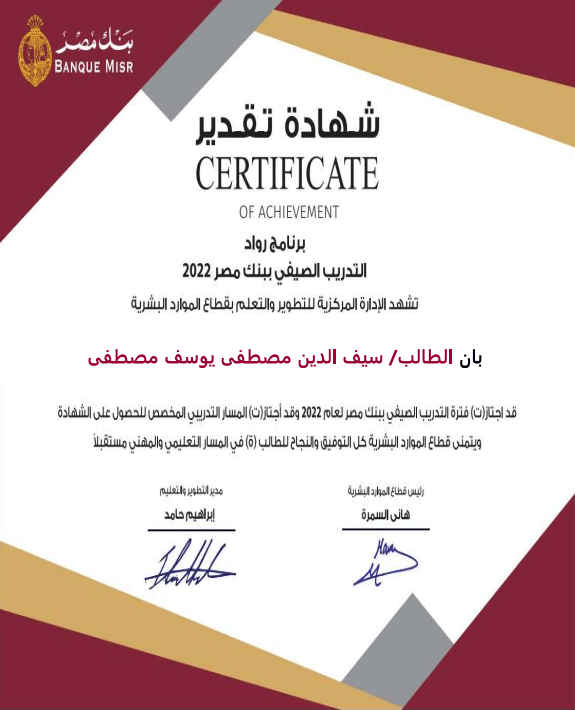 بنك مصر
BANQUE MISR
شهادة تقدير
CERTIFICATE
OF ACHIEVEMENT
برنامج رواد
التدريب الصيفي ببنك مصر 2022
تشهد الإدارة المركزية للتطوير والتعلم بقطاع الموارد البشرية
بان الطالب/ سيف الدين مصطفى يوسف مصطفى
قد اجتاز(ت) فترة التدريب الصيفي ببنك مصر لعام 2022 وقد أجتاز(ت) المسار التدريبي المخصص للحصول على الشهادة
ويتمنى قطاع الموارد البشرية كل التوفيق والنجاح للطالب (ة) في المسار التعليمي والمهني مستقبلاً
رئيس قطاع الموارد البشرية
هانى السمرة
مدير التطوير والتعليم
إبراهيم حامد